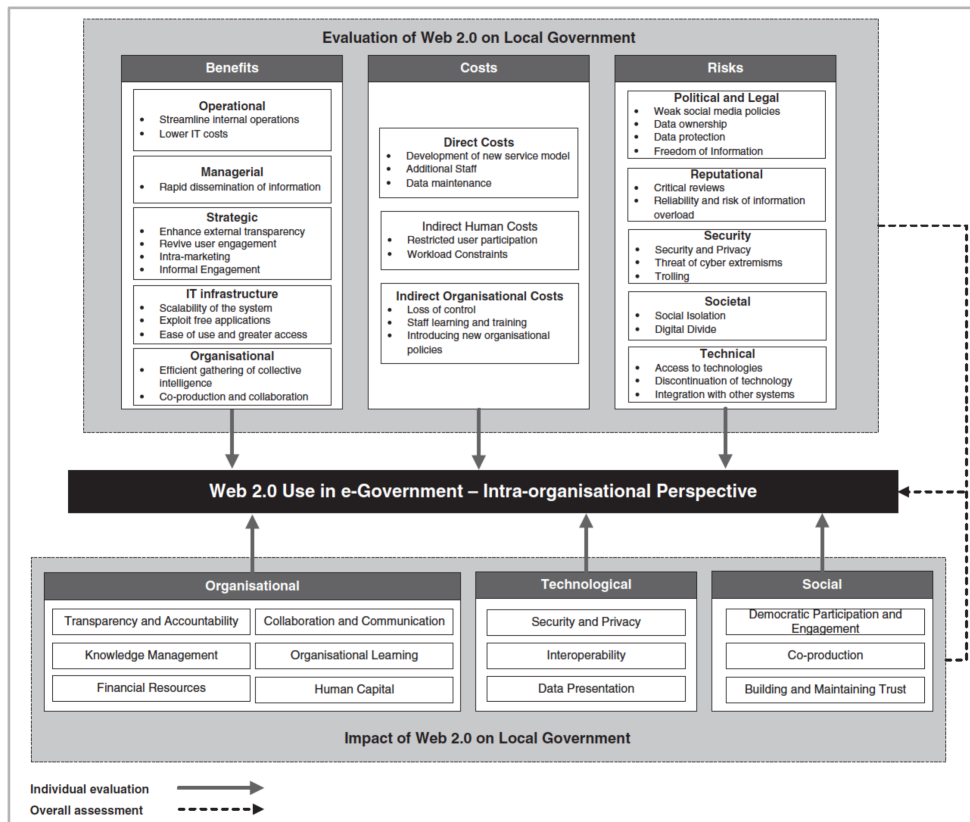 Evaluation of Web 2.0 on Local Government
Benefits
Operational
• Streamline internal operations
• Lower IT costs
Managerial
• Rapid dissemination of information
Strategic
• Enhance external transparency
• Revive user engagement
• Intra-marketing
• Informal Engagement
IT infrastructure
• Scalability of the system
• Exploit free applications
• Ease of use and greater access
Organisational
• Efficient gathering of collective
intelligence
• Co-production and collaboration
Costs
Direct Costs
• Development of new service model
• Additional Staff
• Data maintenance
Indirect Human Costs
• Restricted user participation
• Workload Constraints
Indirect Organisational Costs
• Loss of control
• Staff learning and training
• Introducing new organisational
policies
Risks
Political and Legal
• Weak social media policies
• Data ownership
• Data protection
• Freedom of Information
Reputational
• Critical reviews
• Reliability and risk of information
overload
Security
• Security and Privacy
• Threat of cyber extremisms
• Trolling
Societal
• Social Isolation
• Digital Divide
Technical
• Access to technologies
• Discontinuation of technology
• Integration with other systems
Web 2.0 Use in e-Government – Intra-organisational Perspective
Organisational
Transparency and Accountability
Collaboration and Communication
Knowledge Management
Organisational Learning
Financial Resources
Human Capital
Technological
Security and Privacy
Interoperability
Data Presentation
Social
Democratic Participation and
Engagement
Co-production
Building and Maintaining Trust
Impact of Web 2.0 on Local Government
Individual evaluation
Overall assessment